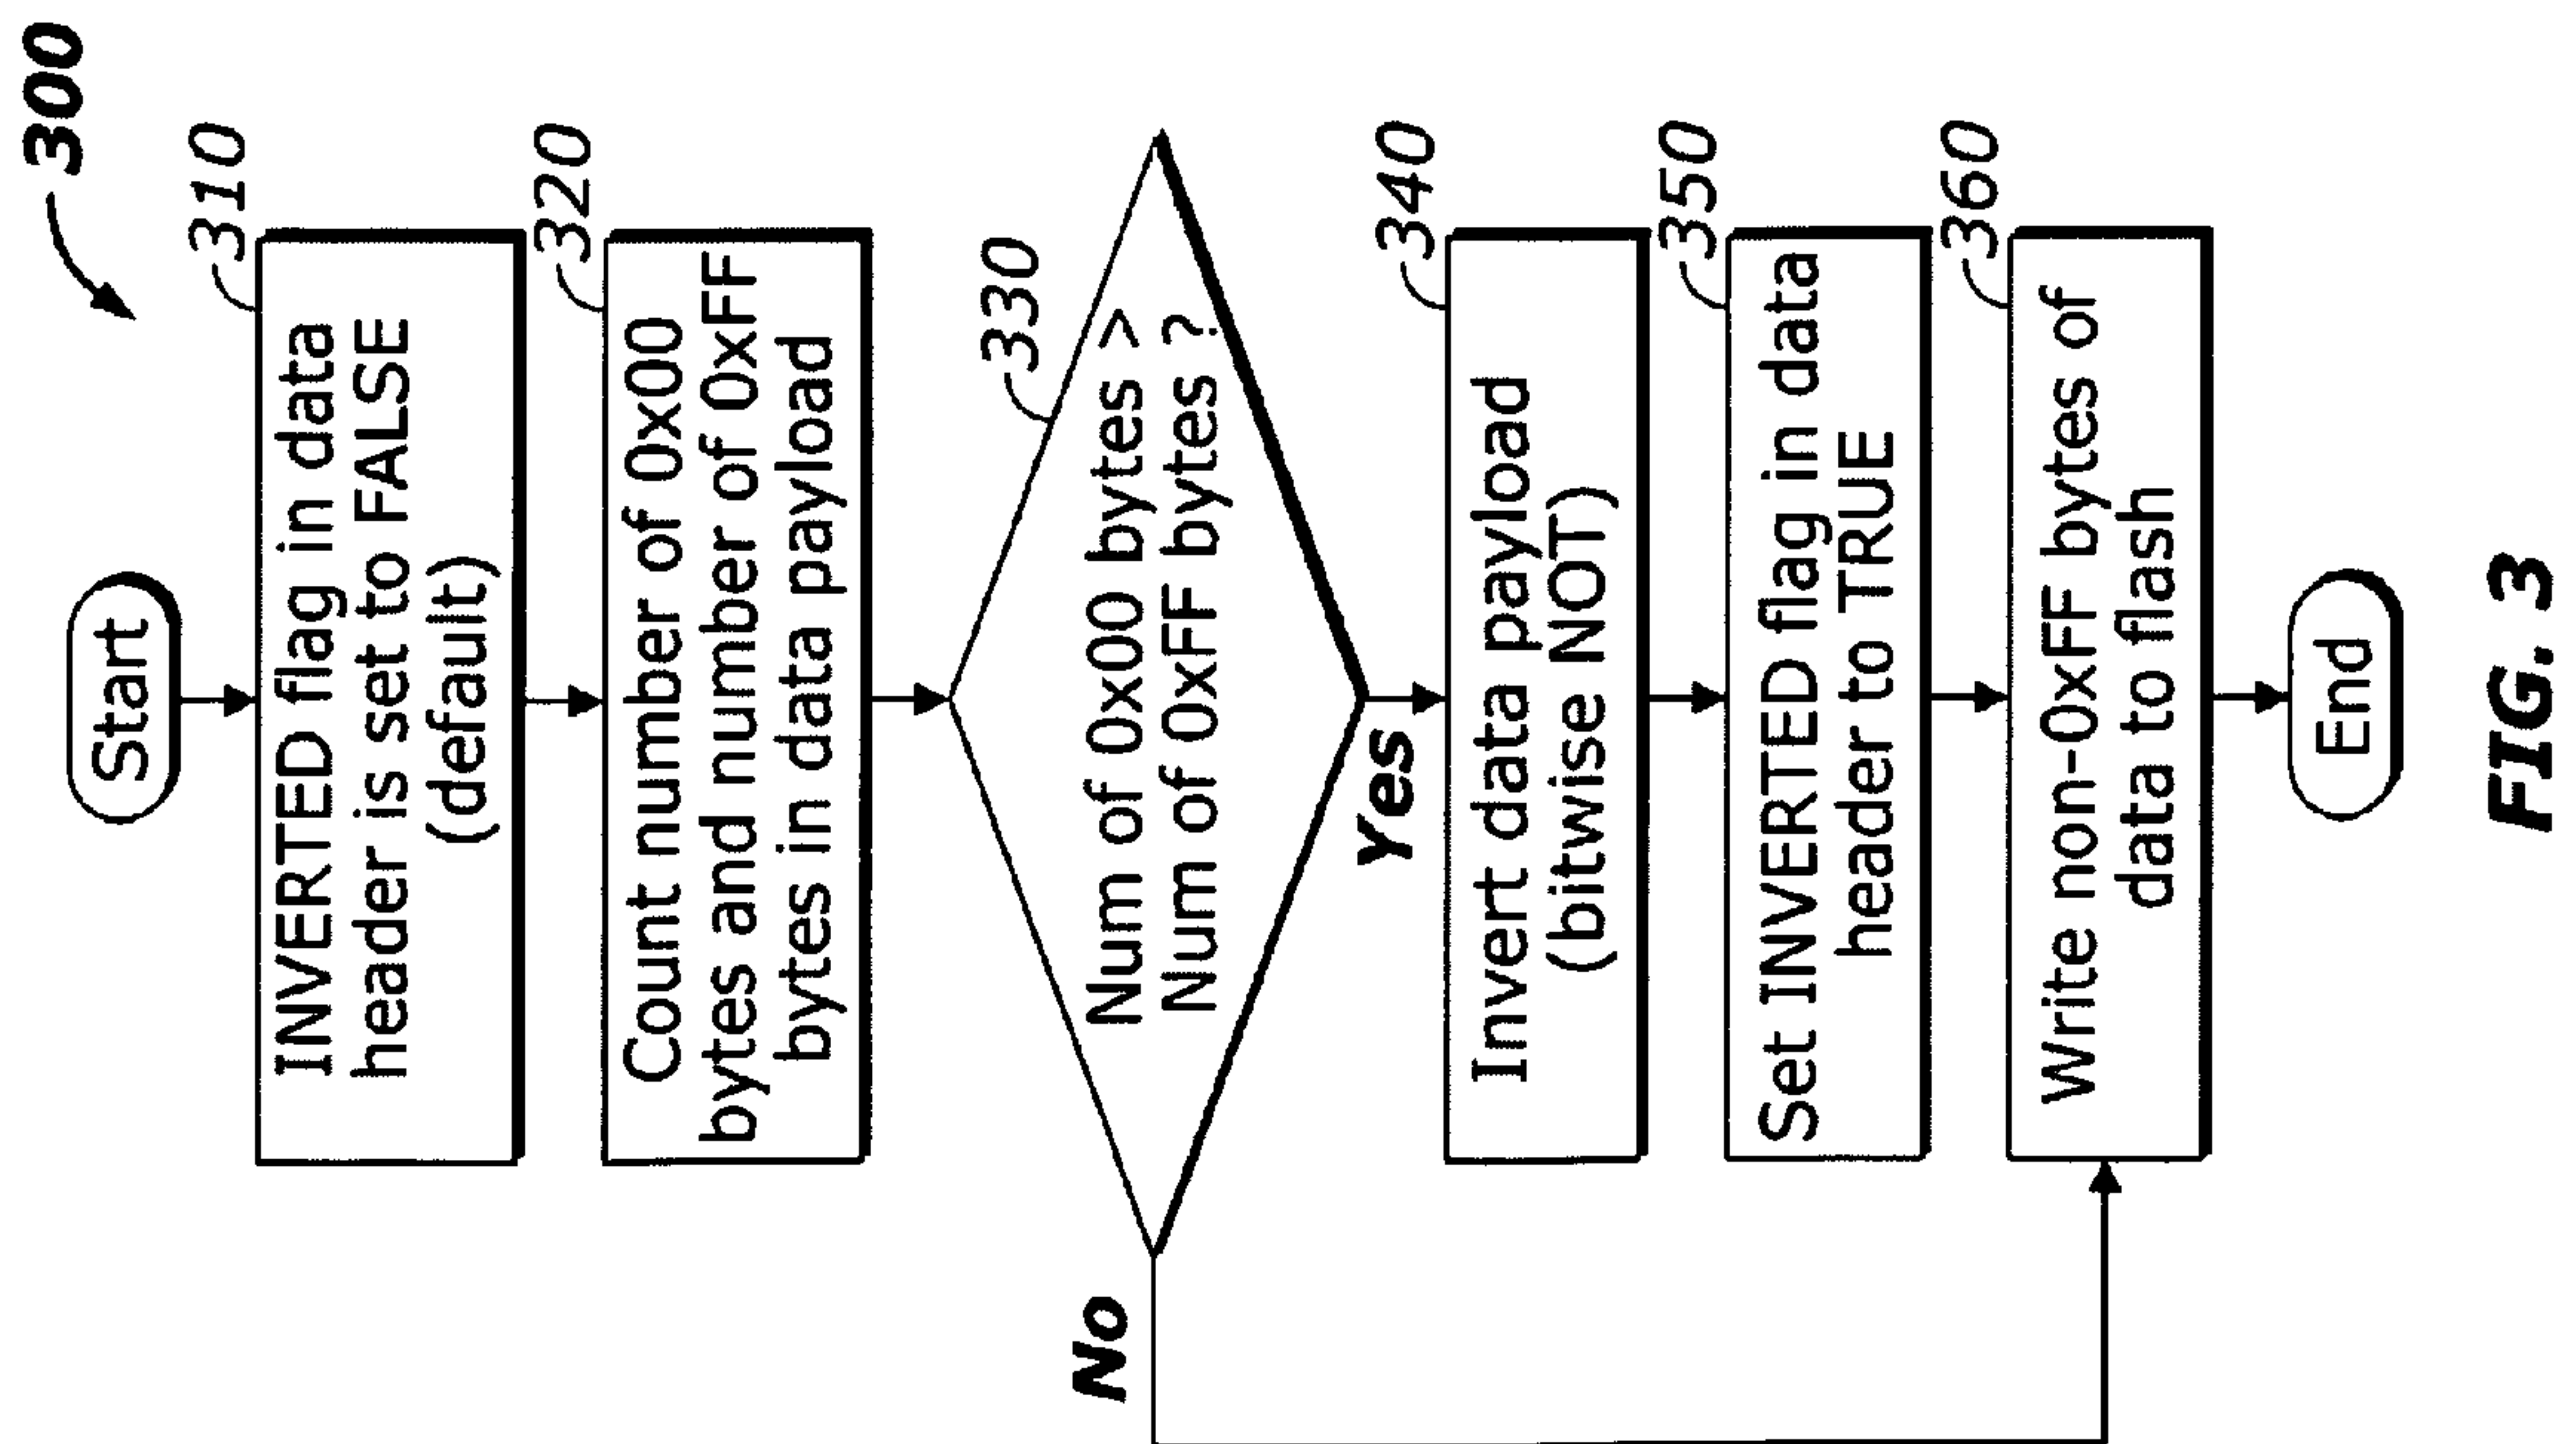 300
Start
310
INVERTED flag in data
header is set to FALSE
(default)
320
Count number of 0x00
bytes and number of 0xFF
bytes in data payload
330
Num of 0x00 bytes >
Num of 0xFF bytes ?
No
Yes
340
Invert data payload
(bitwise NOT)
350
Set INVERTED flag in data
header to TRUE
360
Write non-0xFF bytes of
data to flash
End
FIG. 3